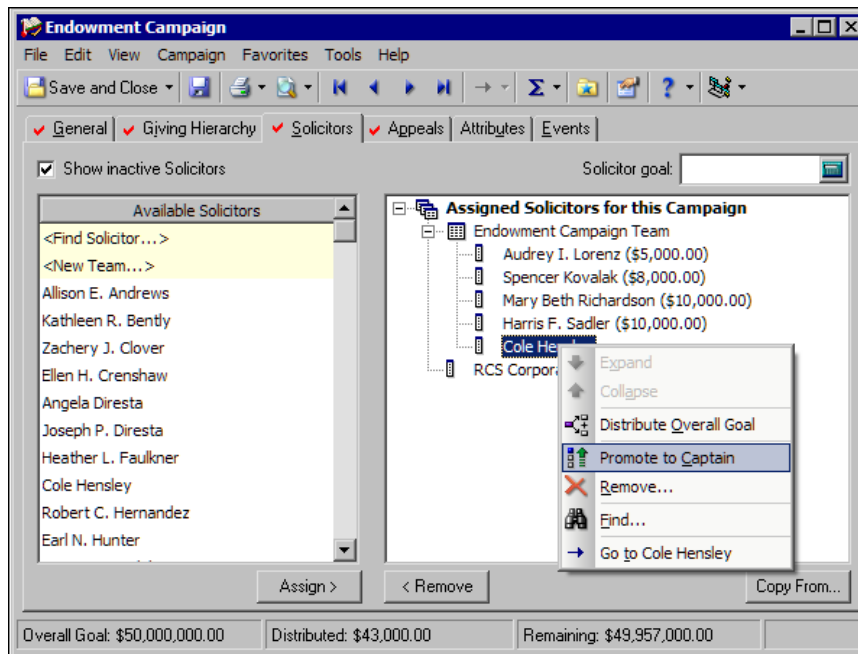 Endowment Campaign
File Edit View Campaign Favorites Tools Help
Save and Close
General Giving Hierarchy Solicitors Appeals Attributes Events
Show inactive Solicitors
Solicitor goal:
Available Solicitors
<Find Solicitor...>
<New Team...>
Allison E. Andrews
Kathleen R. Bently
Zachery J. Clover
Ellen H. Crenshaw
Angela Diresta
Joseph P. Diresta
Heather L. Faulkner
Cole Hensley
Robert C. Hernandez
Earl N. Hunter
Assigned Solicitors for this Campaign
Endowment Campaign Team
Audrey I. Lorenz ($5,000.00)
Spencer Kovalak ($8,000.00)
Mary Beth Richardson ($10,000.00)
Harris F. Sadler ($10,000.00)
Cole
RCS
Expand
Collapse
Distribute Overall Goal
Promote to Captain
Remove...
Find...
Go to Cole Hensley
Assign >
< Remove
Copy From...
Overall Goal: $50,000,000.00 Distributed: $43,000.00 Remaining: $49,957,000.00